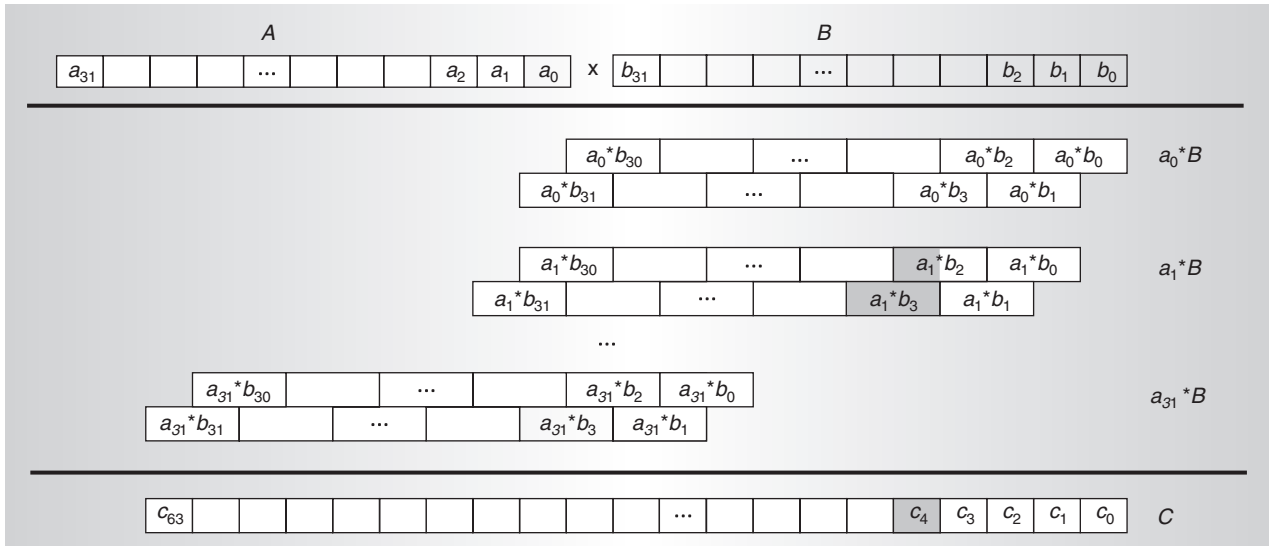 A B
a₃₁ ... a₂ a₁ a₀ x b₃₁ ... b₂ b₁ b₀
a₀*b₃₀ ... a₀*b₂ a₀*b₀ a₀*B
a₀*b₃₁ ... a₀*b₃ a₀*b₁
a₁*b₃₀ ... a₁*b₂ a₁*b₀ a₁*B
a₁*b₃₁ ... a₁*b₃ a₁*b₁
...
a₃₁*b₃₀ ... a₃₁*b₂ a₃₁*b₀ a₃₁*B
a₃₁*b₃₁ ... a₃₁*b₃ a₃₁*b₁
c₆₃ ... c₄ c₃ c₂ c₁ c₀ C